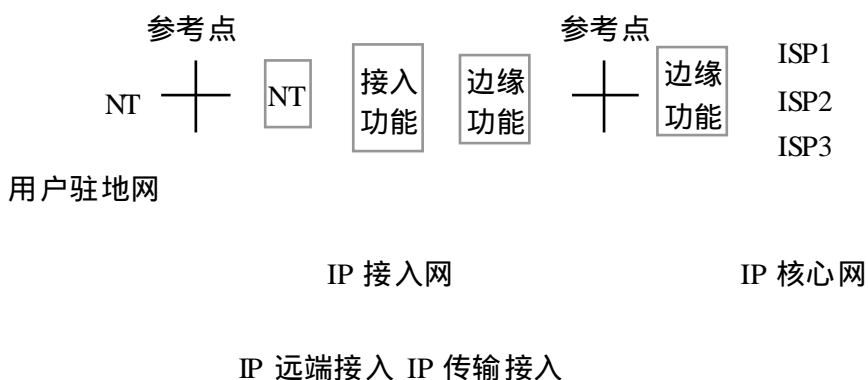 参考点 参考点
ISP1
NT NT 接入功能 边缘功能 边缘功能 ISP2
ISP3
用户驻地网
IP 接入网 IP 核心网
IP 远端接入 IP 传输接入